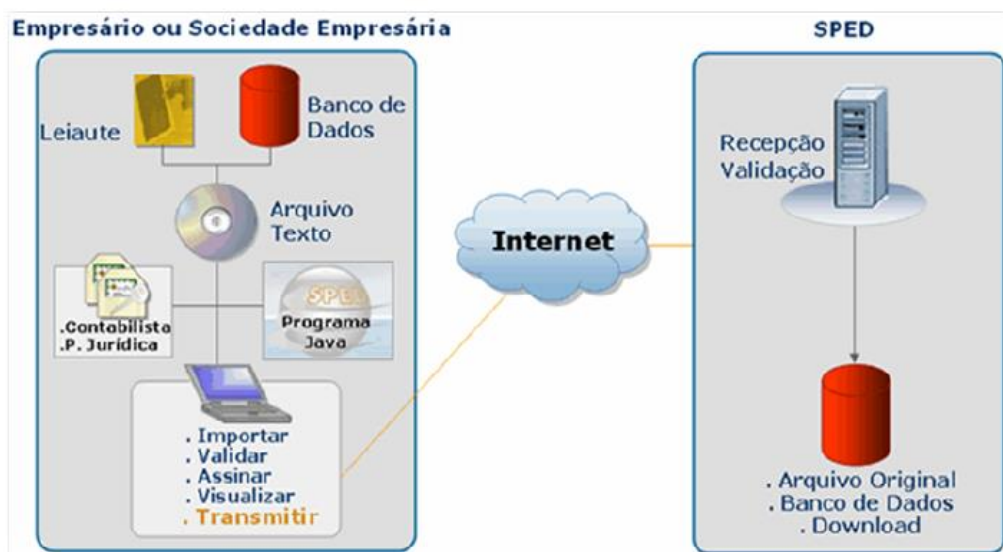 Empresário ou Sociedade Empresária
SPED
Leiaute
Banco de
Dados
Arquivo
Texto
.Contabilista
.P. Jurídica
SPED
Programa
Java
. Importar
. Validar
. Assinar
. Visualizar
. Transmitir
Internet
Recepção
Validação
. Arquivo Original
. Banco de Dados
. Download